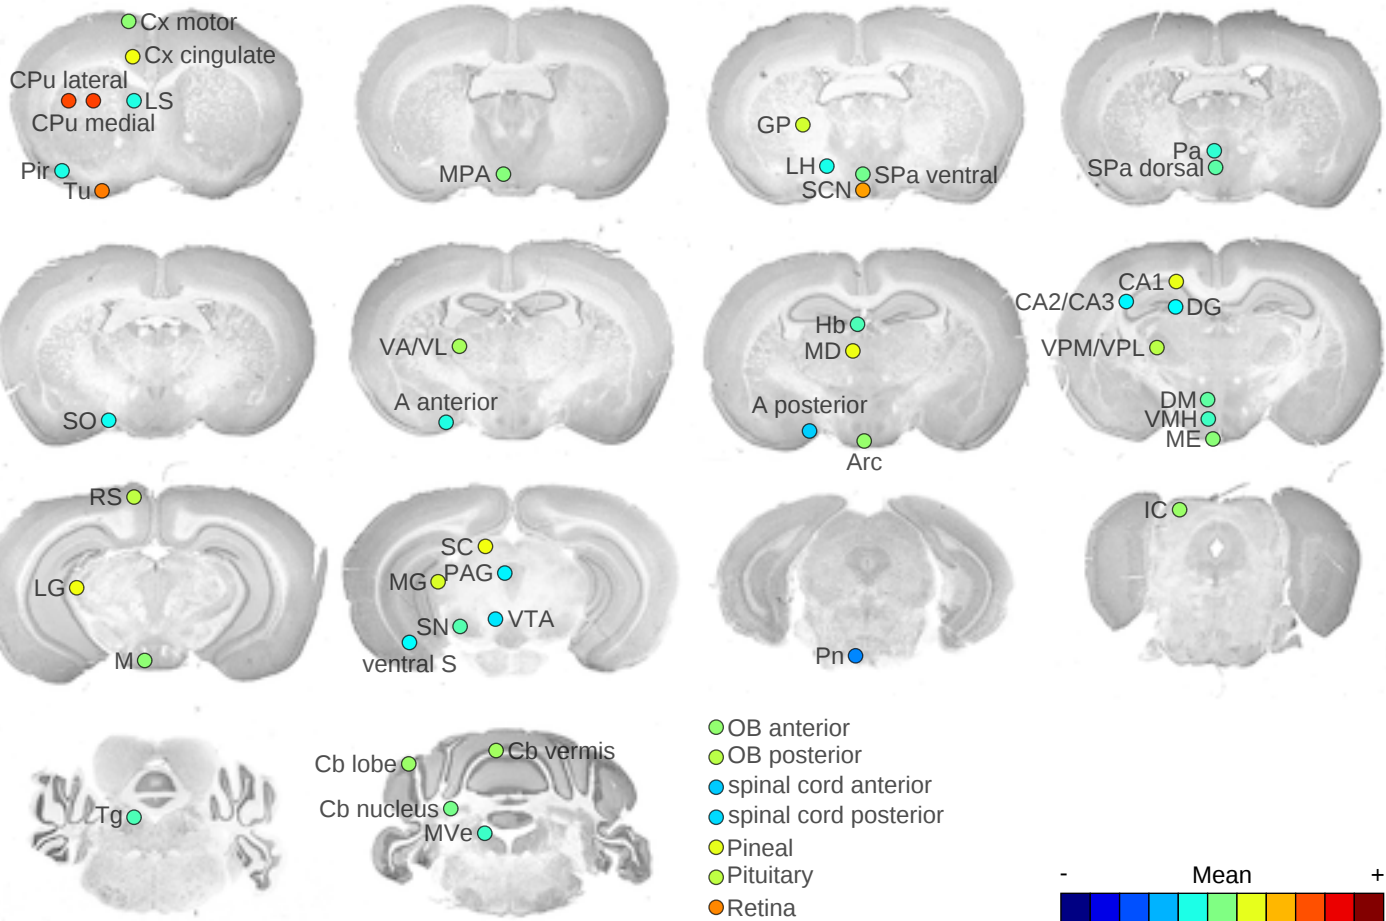 Cx motor
Cx cingulate
CPu lateral
LS
CPu medial
Pir
Tu
MPA
GP
LH
SPa ventral
SCN
Pa
SPa dorsal
SO
VA/VL
A anterior
Hb
MD
A posterior
Arc
CA1
CA2/CA3
DG
VPM/VPL
DM
VMH
ME
RS
LG
M
SC
MG
PAG
SN
VTA
ventral S
Pn
IC
Tg
Cb lobe
Cb vermis
Cb nucleus
MVe
OB anterior
OB posterior
spinal cord anterior
spinal cord posterior
Pineal
Pituitary
Retina
- Mean +